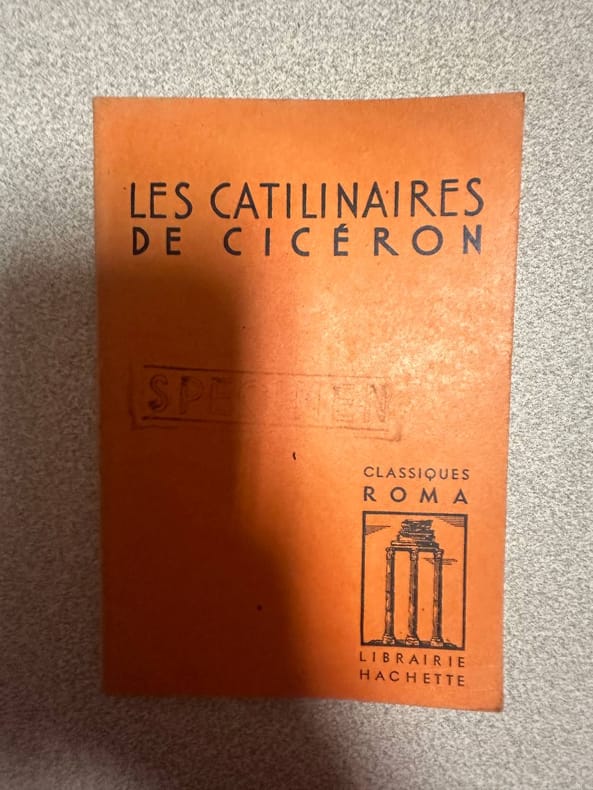 LES CATILINAIRES
DE CICÉRON
SPECIMEN
CLASSIQUES
ROMA
LIBRAIRIE
HACHETTE